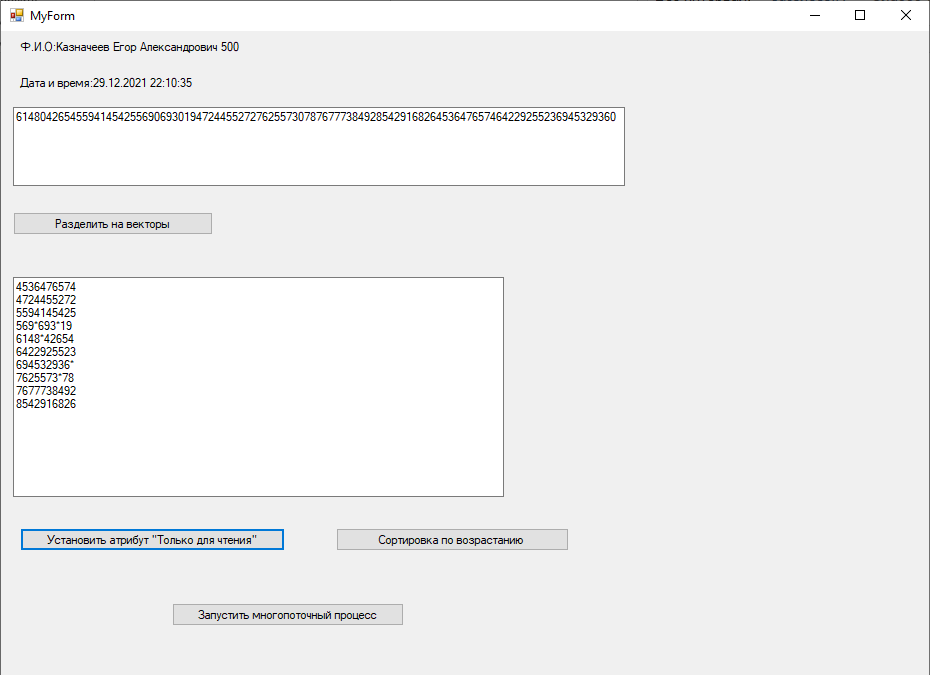 MyForm
Ф.И.О:Казначеев Егор Александрович 500
Дата и время:29.12.2021 22:10:35
6148042654559414542556906930194724455272762557307876777384928542916826453647657464229255236945329360
Разделить на векторы
4536476574
4724455272
5594145425
569*693*19
6148*42654
6422925523
694532936*
7625573*78
7677738492
8542916826
Установить атрибут "Только для чтения"
Сортировка по возрастанию
Запустить многопоточный процесс